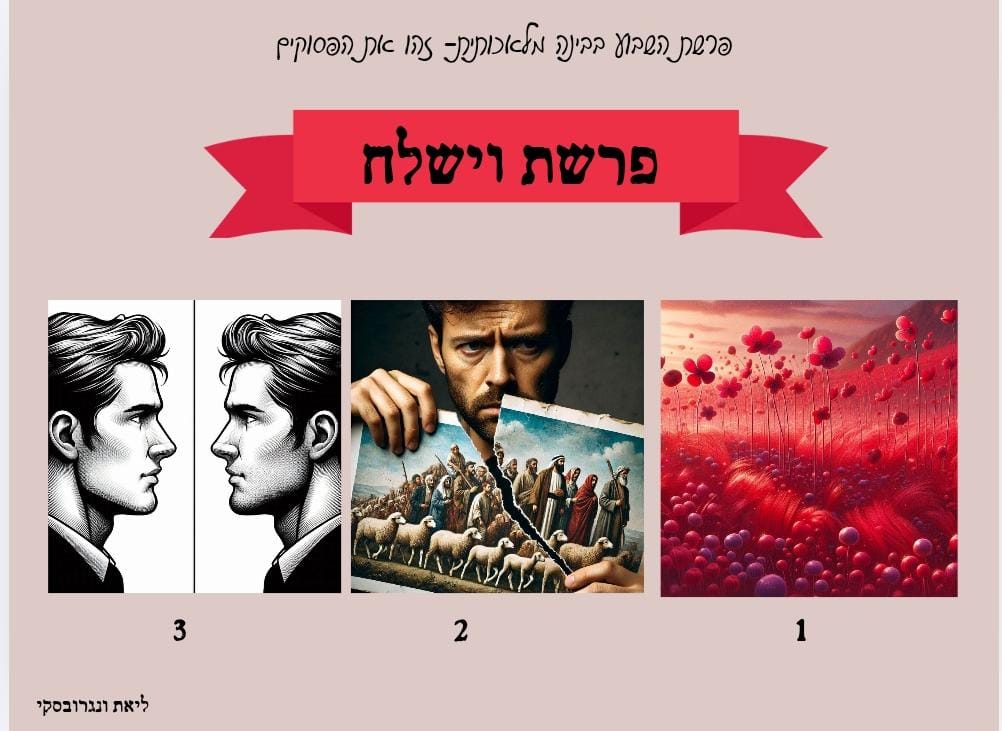 פרשת השבוע בבינה מלאכותית- זהו את הפסוקים
פרשת וישלח
1
2
3
ליאת ונגרובסקי